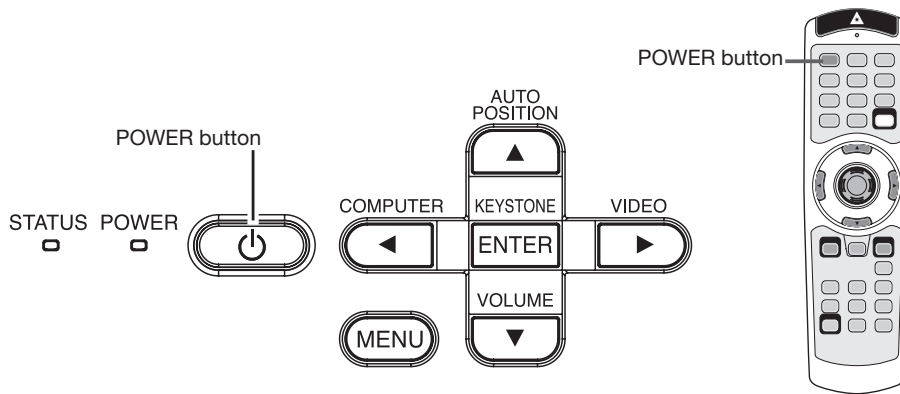 POWER button
AUTO
POSITION
POWER button
COMPUTER
KEYSTONE
VIDEO
STATUS
POWER
ENTER
VOLUME
MENU